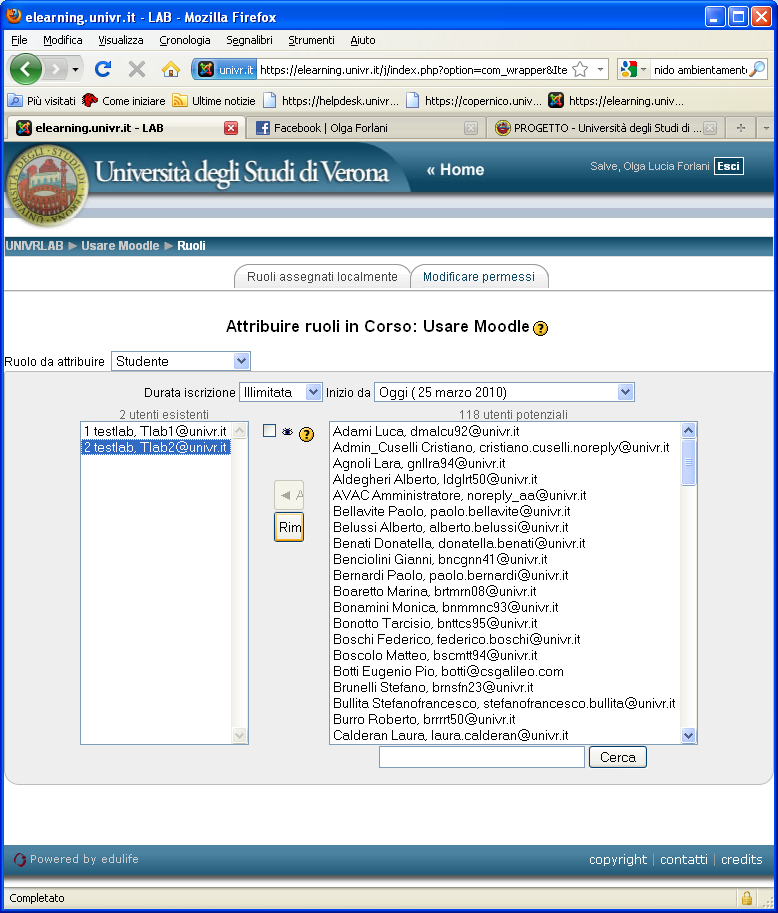 elearning.univr.it - LAB - Mozilla Firefox
File Modifica Visualizza Cronologia Segnalibri Strumenti Aiuto
univr.it https://elearning.univr.it/j/index.php?option=com_wrapper&Ite nido ambientament
Più visitati Come iniziare Ultime notizie https://helpdesk.univr... https://copernico.univ... https://elearning.univ...
elearning.univr.it - LAB Facebook | Olga Forlani PROGETTO - Università degli Studi di ...
Università degli Studi di Verona « Home Salve, Olga Lucia Forlani Esci
UNIVRLAB ► Usare Moodle ► Ruoli
Ruoli assegnati localmente Modificare permessi
Attribuire ruoli in Corso: Usare Moodle ?
Ruolo da attribuire Studente
Durata iscrizione Illimitata Inizio da Oggi ( 25 marzo 2010)
2 utenti esistenti
1 testlab, Tlab1@univr.it
2 testlab, Tlab2@univr.it
?
◄ A
Rim
118 utenti potenziali
Adami Luca, dmalcu92@univr.it
Admin_Cuselli Cristiano, cristiano.cuselli.noreply@univr.it
Agnoli Lara, gnllra94@univr.it
Aldegheri Alberto, ldglrt50@univr.it
AVAC Amministratore, noreply_aa@univr.it
Bellavite Paolo, paolo.bellavite@univr.it
Belussi Alberto, alberto.belussi@univr.it
Benati Donatella, donatella.benati@univr.it
Benciolini Gianni, bncgnn41@univr.it
Bernardi Paolo, paolo.bernardi@univr.it
Boaretto Marina, brtmrn08@univr.it
Bonamini Monica, bnmmnc93@univr.it
Bonotto Tarcisio, bnttcs95@univr.it
Boschi Federico, federico.boschi@univr.it
Boscolo Matteo, bscmtt94@univr.it
Botti Eugenio Pio, botti@csgalileo.com
Brunelli Stefano, brnsfn23@univr.it
Bullita Stefanofrancesco, stefanofrancesco.bullita@univr.it
Burro Roberto, brrrrt50@univr.it
Calderan Laura, laura.calderan@univr.it
Cerca
Powered by edulife copyright | contatti | credits
Completato